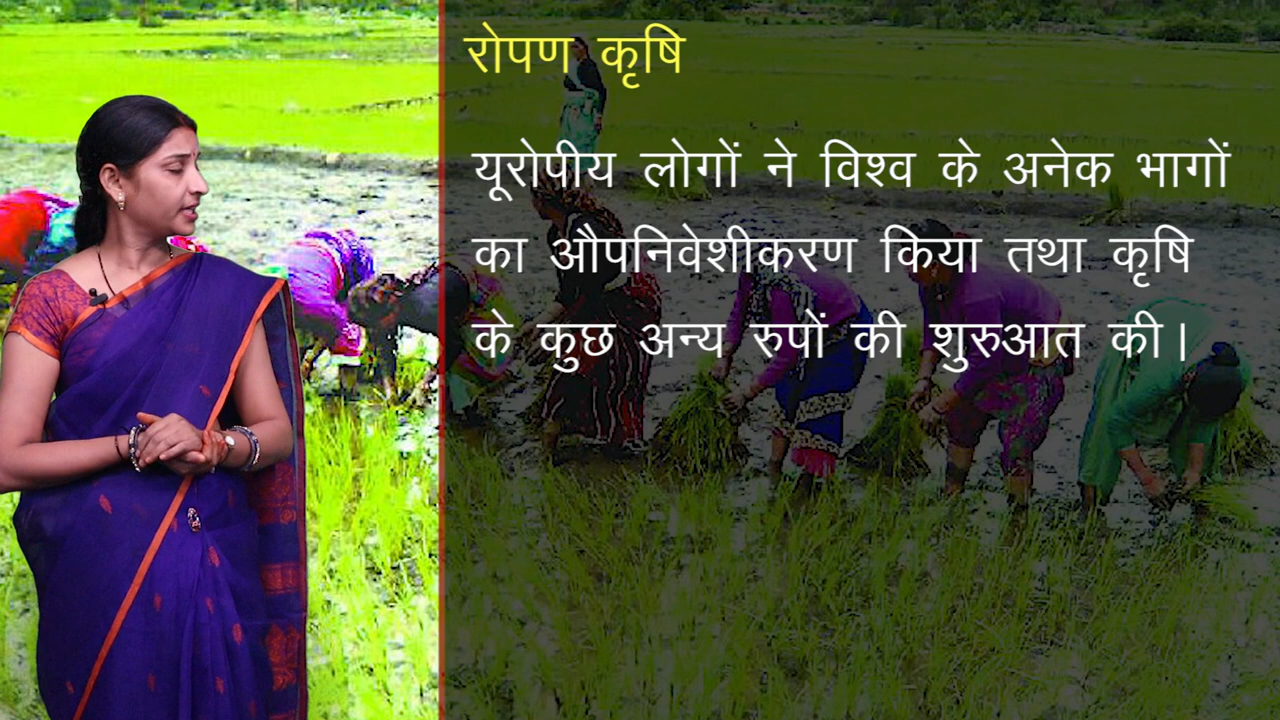 रोपण कृषि
यूरोपीय लोगों ने विश्व के अनेक भागों
का औपनिवेशीकरण किया तथा कृषि
के कुछ अन्य रुपों की शुरुआत की।